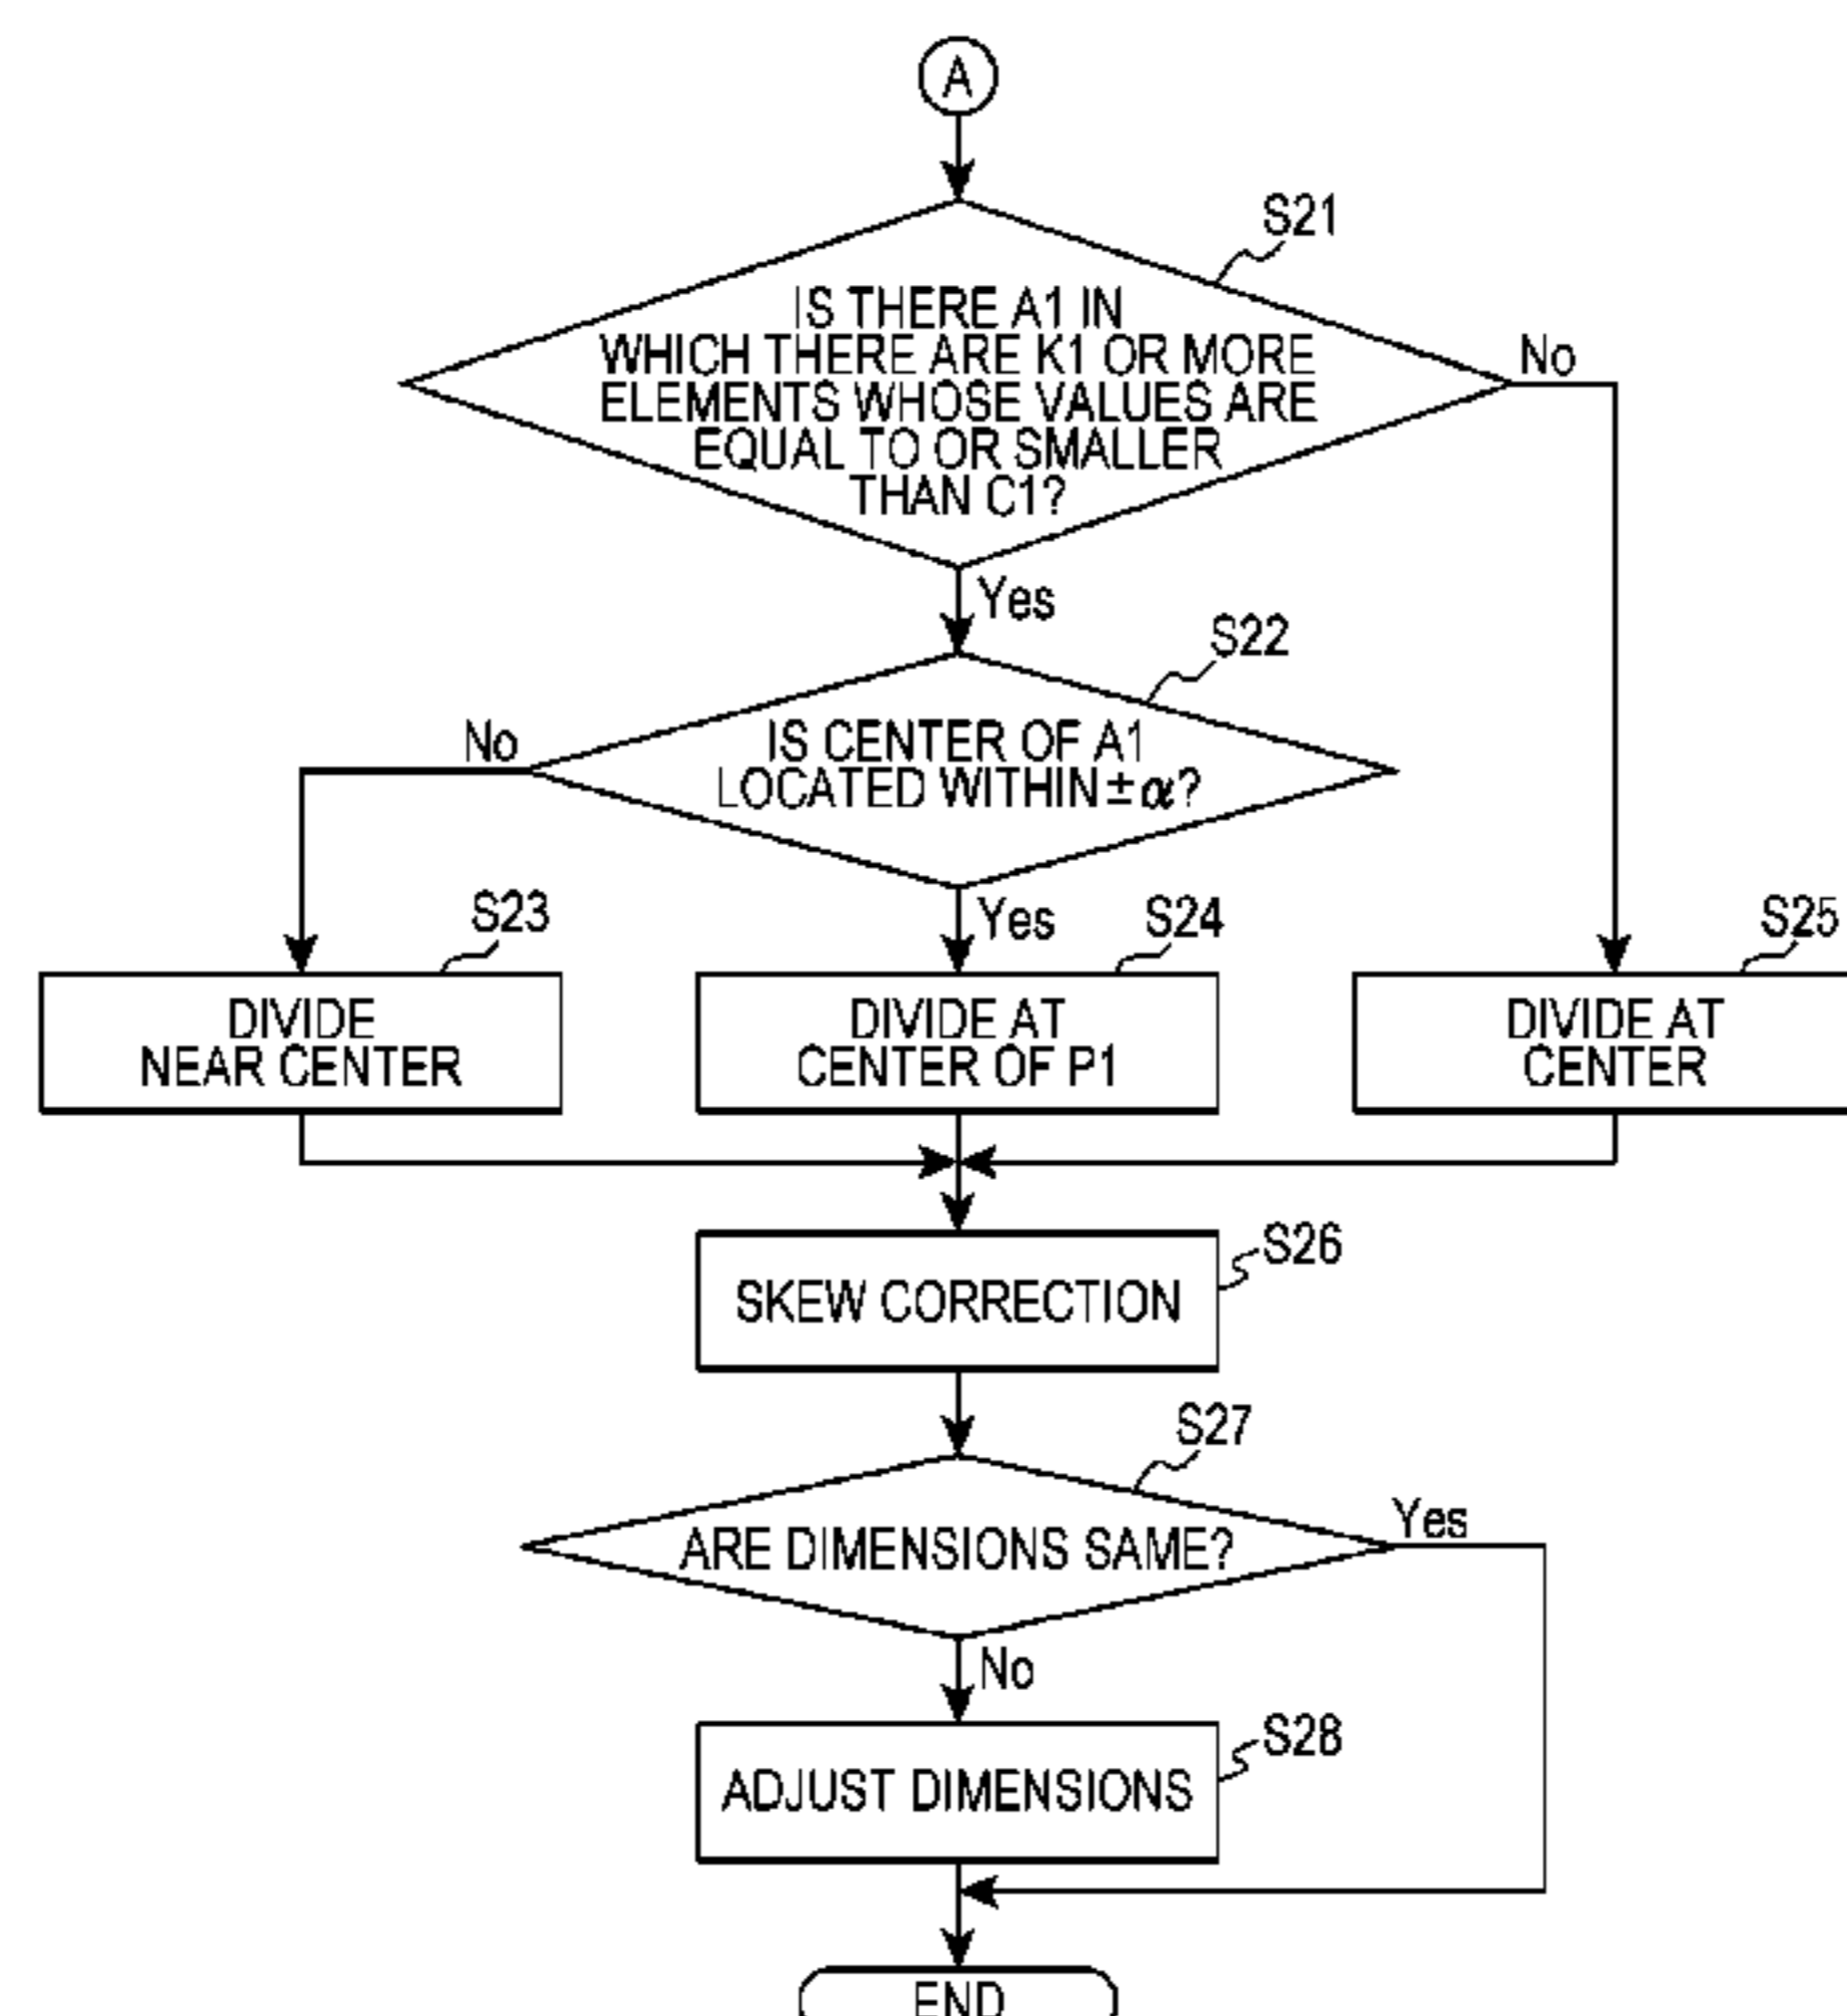 A
S21
IS THERE A1 IN
WHICH THERE ARE K1 OR MORE
ELEMENTS WHOSE VALUES ARE
EQUAL TO OR SMALLER
THAN C1?
No
Yes
S22
No
IS CENTER OF A1
LOCATED WITHIN ±α?
S23
Yes
S24
S25
DIVIDE
NEAR CENTER
DIVIDE AT
CENTER OF P1
DIVIDE AT
CENTER
S26
SKEW CORRECTION
S27
ARE DIMENSIONS SAME?
Yes
No
S28
ADJUST DIMENSIONS
END